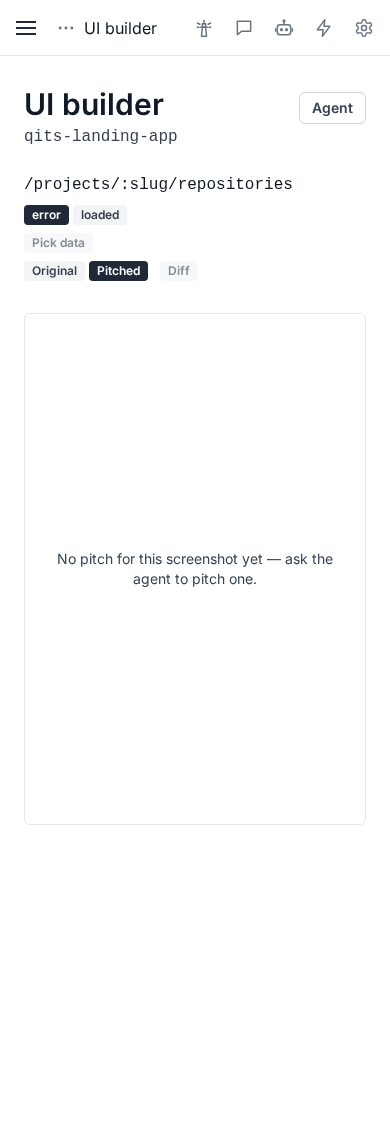 UI builder
UI builder
Agent
qits-landing-app
/projects/:slug/repositories
error loaded
Pick data
Original Pitched Diff
No pitch for this screenshot yet — ask the
agent to pitch one.